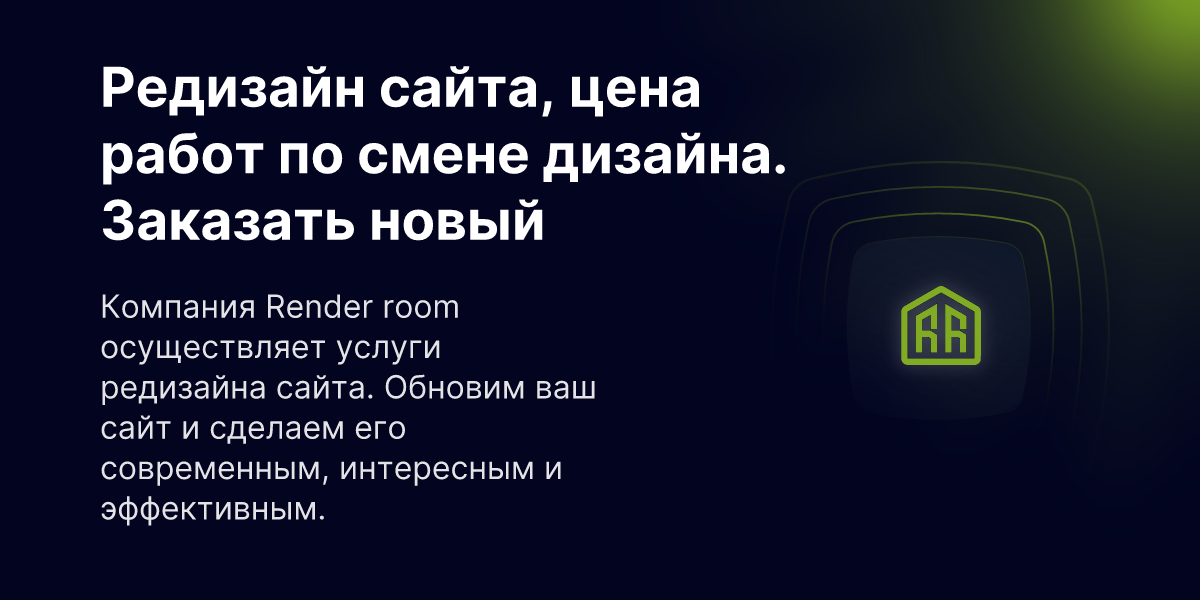 Редизайн сайта, цена
работ по смене дизайна.
Заказать новый
Компания Render room
осуществляет услуги
редизайна сайта. Обновим ваш
сайт и сделаем его
современным, интересным и
эффективным.
RR